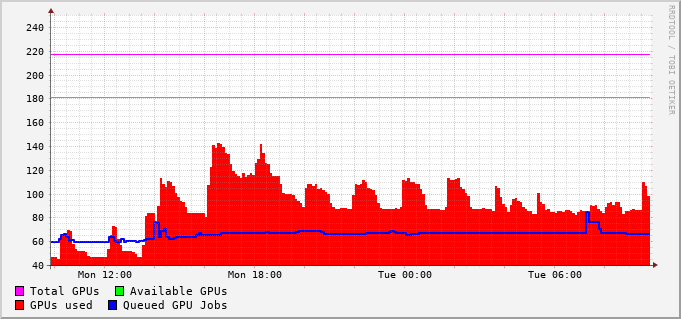 RRDTOOL / TOBI OETIKER
240
220
200
180
160
140
120
100
80
60
40
Mon 12:00 Mon 18:00 Tue 00:00 Tue 06:00
Total GPUs Available GPUs
GPUs used Queued GPU Jobs